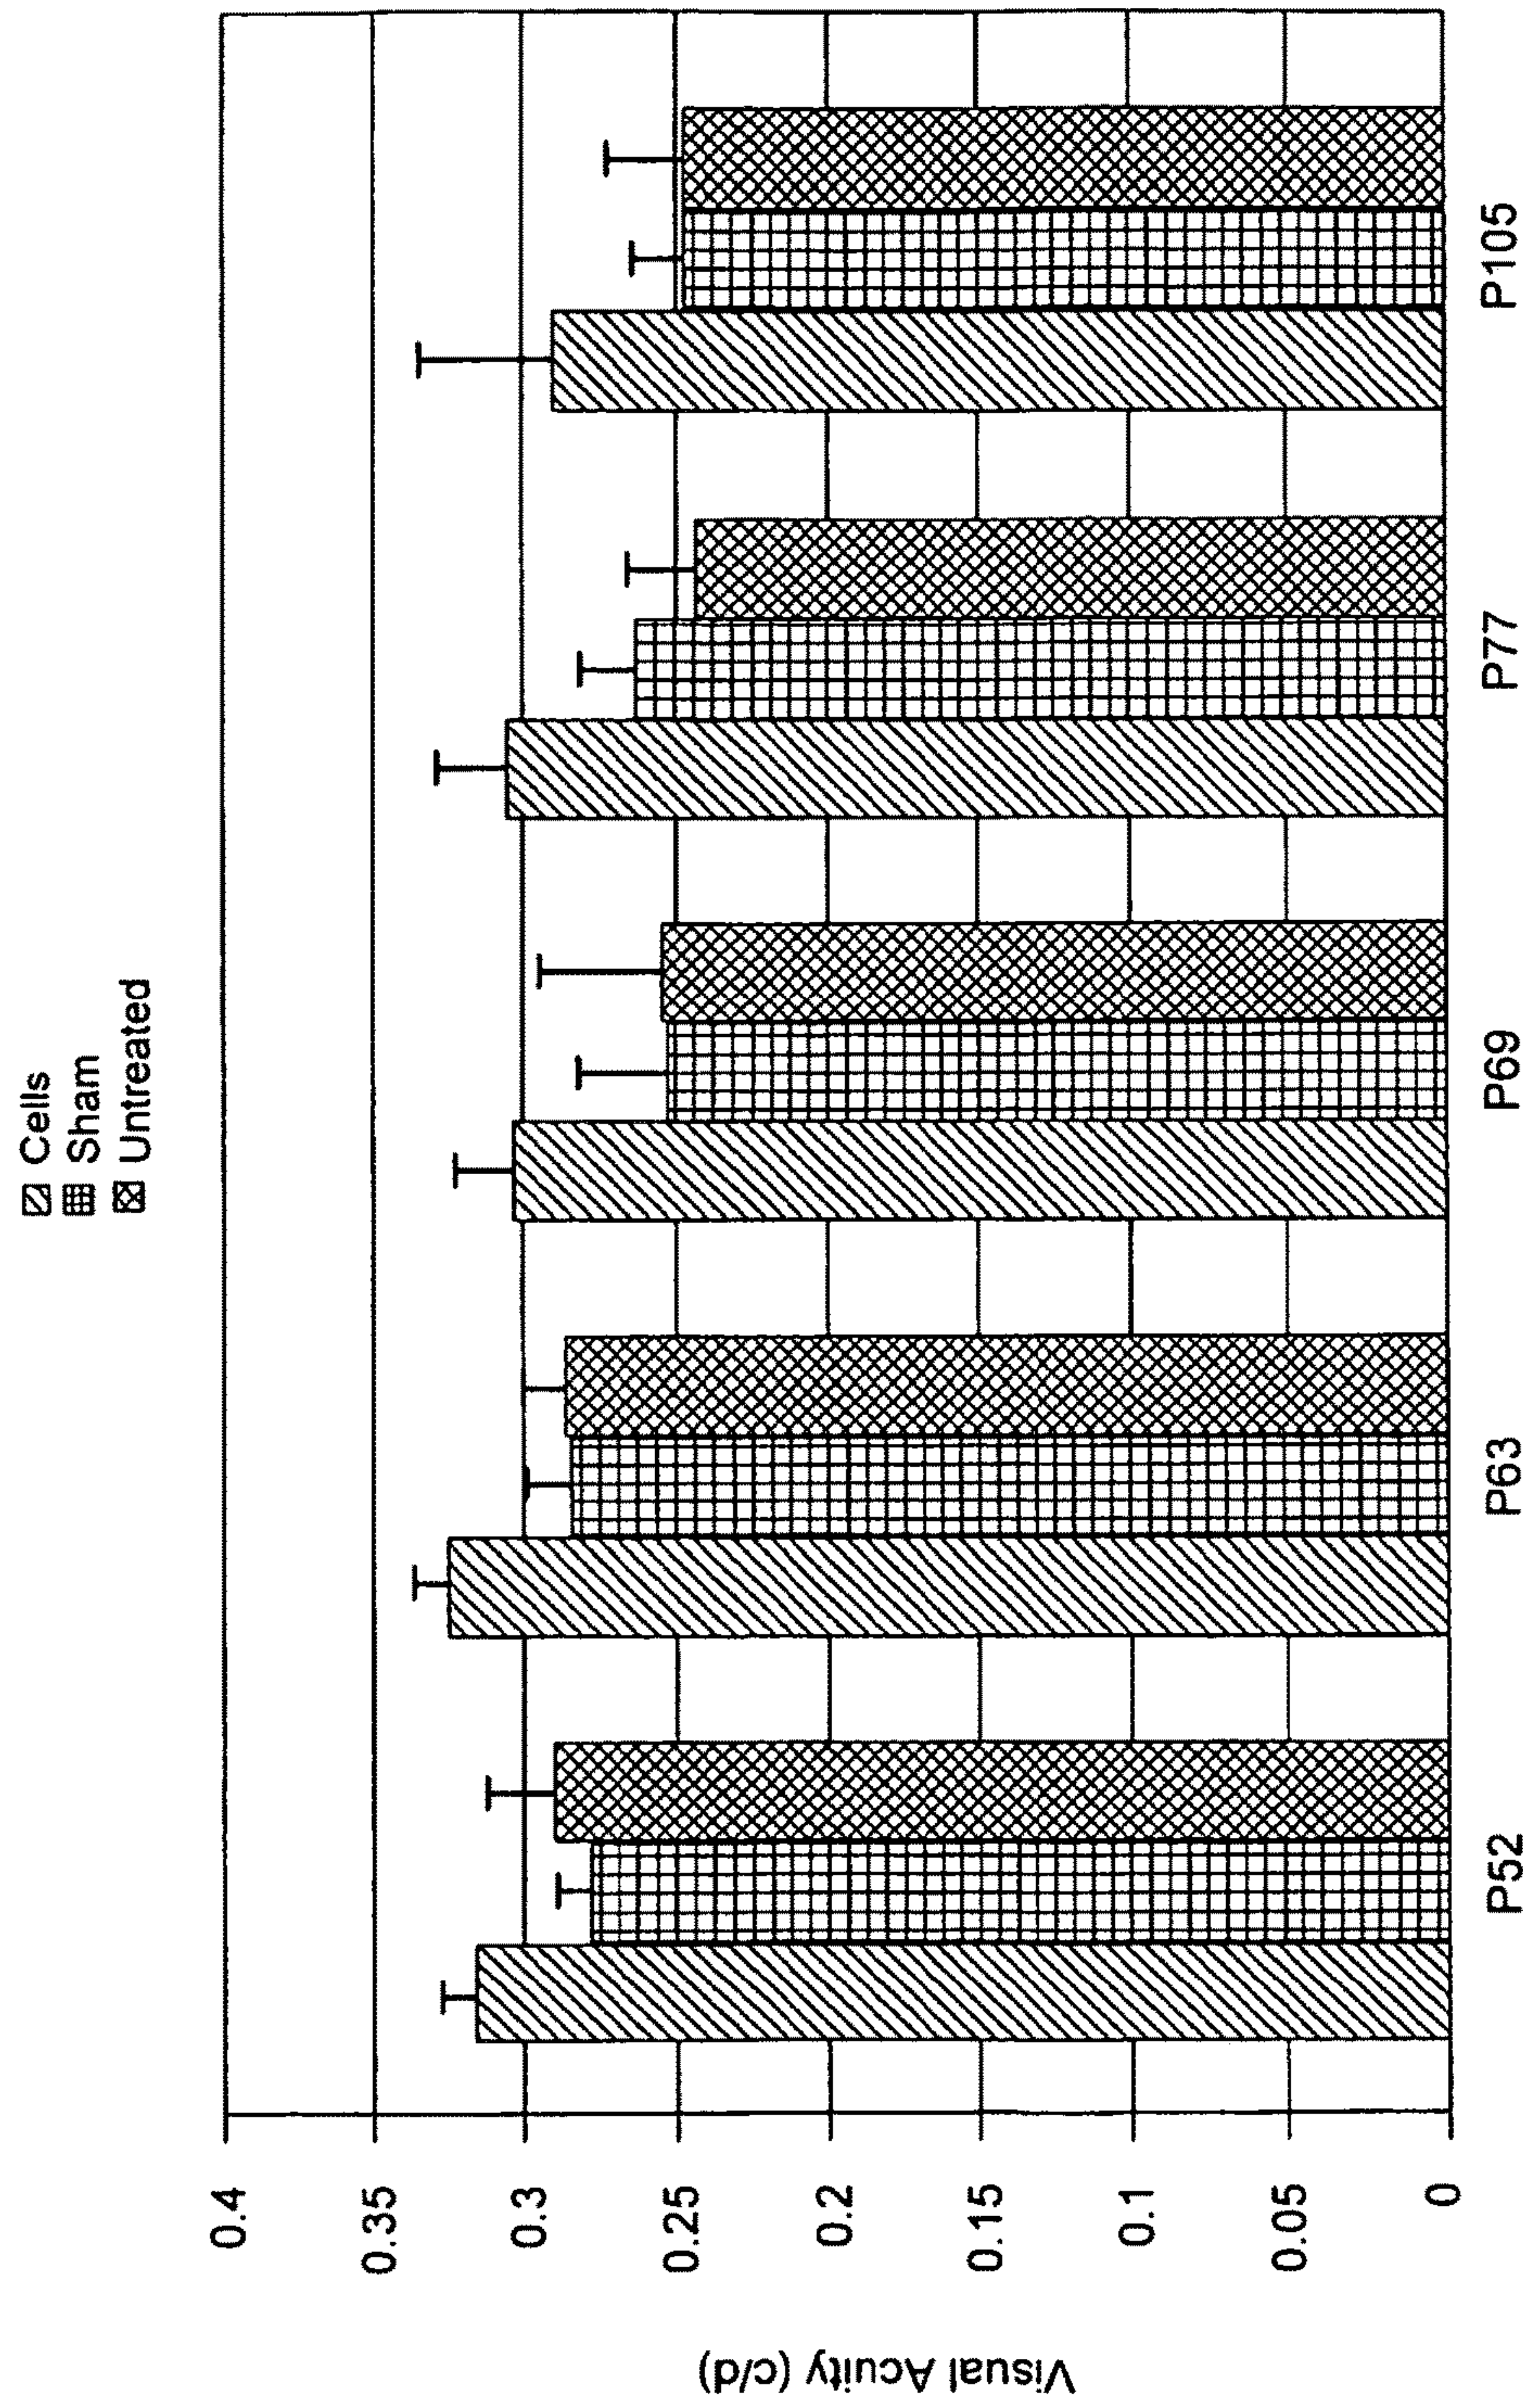 Cells
Sham
Untreated
Visual Acuity (c/d)
0.4
0.35
0.3
0.25
0.2
0.15
0.1
0.05
0
P52
P63
P69
P77
P105